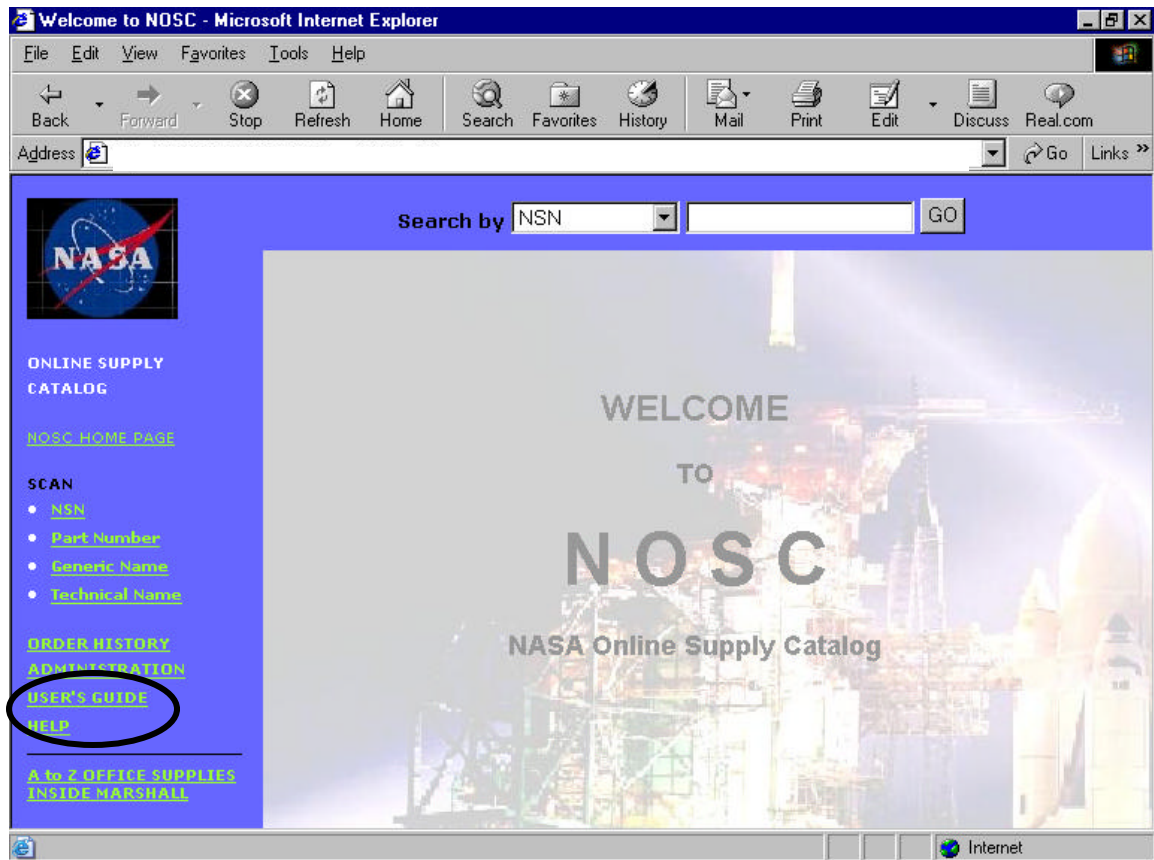 Welcome to NOSC - Microsoft Internet Explorer
File Edit View Favorites Tools Help
Back Forward Stop Refresh Home Search Favorites History Mail Print Edit Discuss Real.com
Address Go Links »
NASA
Search by NSN GO
ONLINE SUPPLY
CATALOG
NOSC HOME PAGE
SCAN
• NSN
• Part Number
• Generic Name
• Technical Name
ORDER HISTORY
ADMINISTRATION
USER'S GUIDE
HELP
A to Z OFFICE SUPPLIES
INSIDE MARSHALL
WELCOME
TO
NOSC
NASA Online Supply Catalog
Internet